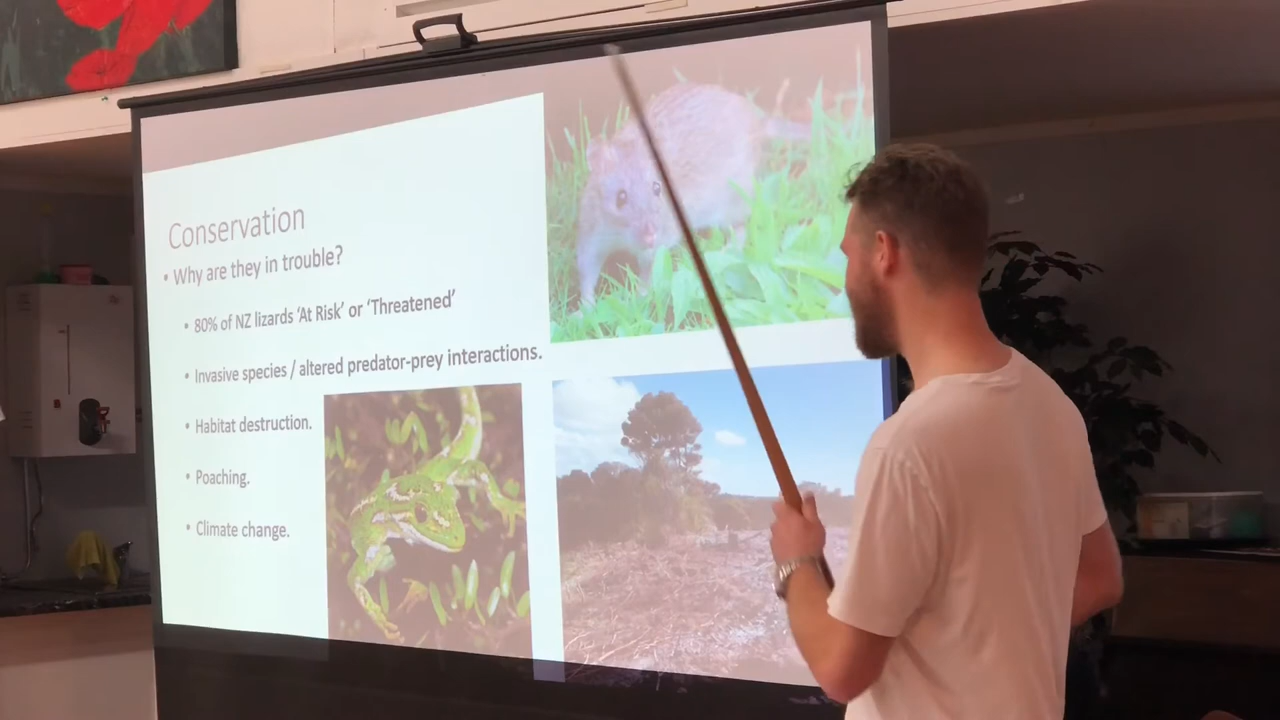 Conservation
• Why are they in trouble?
• 80% of NZ lizards 'At Risk' or 'Threatened'
• Invasive species / altered predator-prey interactions.
• Habitat destruction.
• Poaching.
• Climate change.